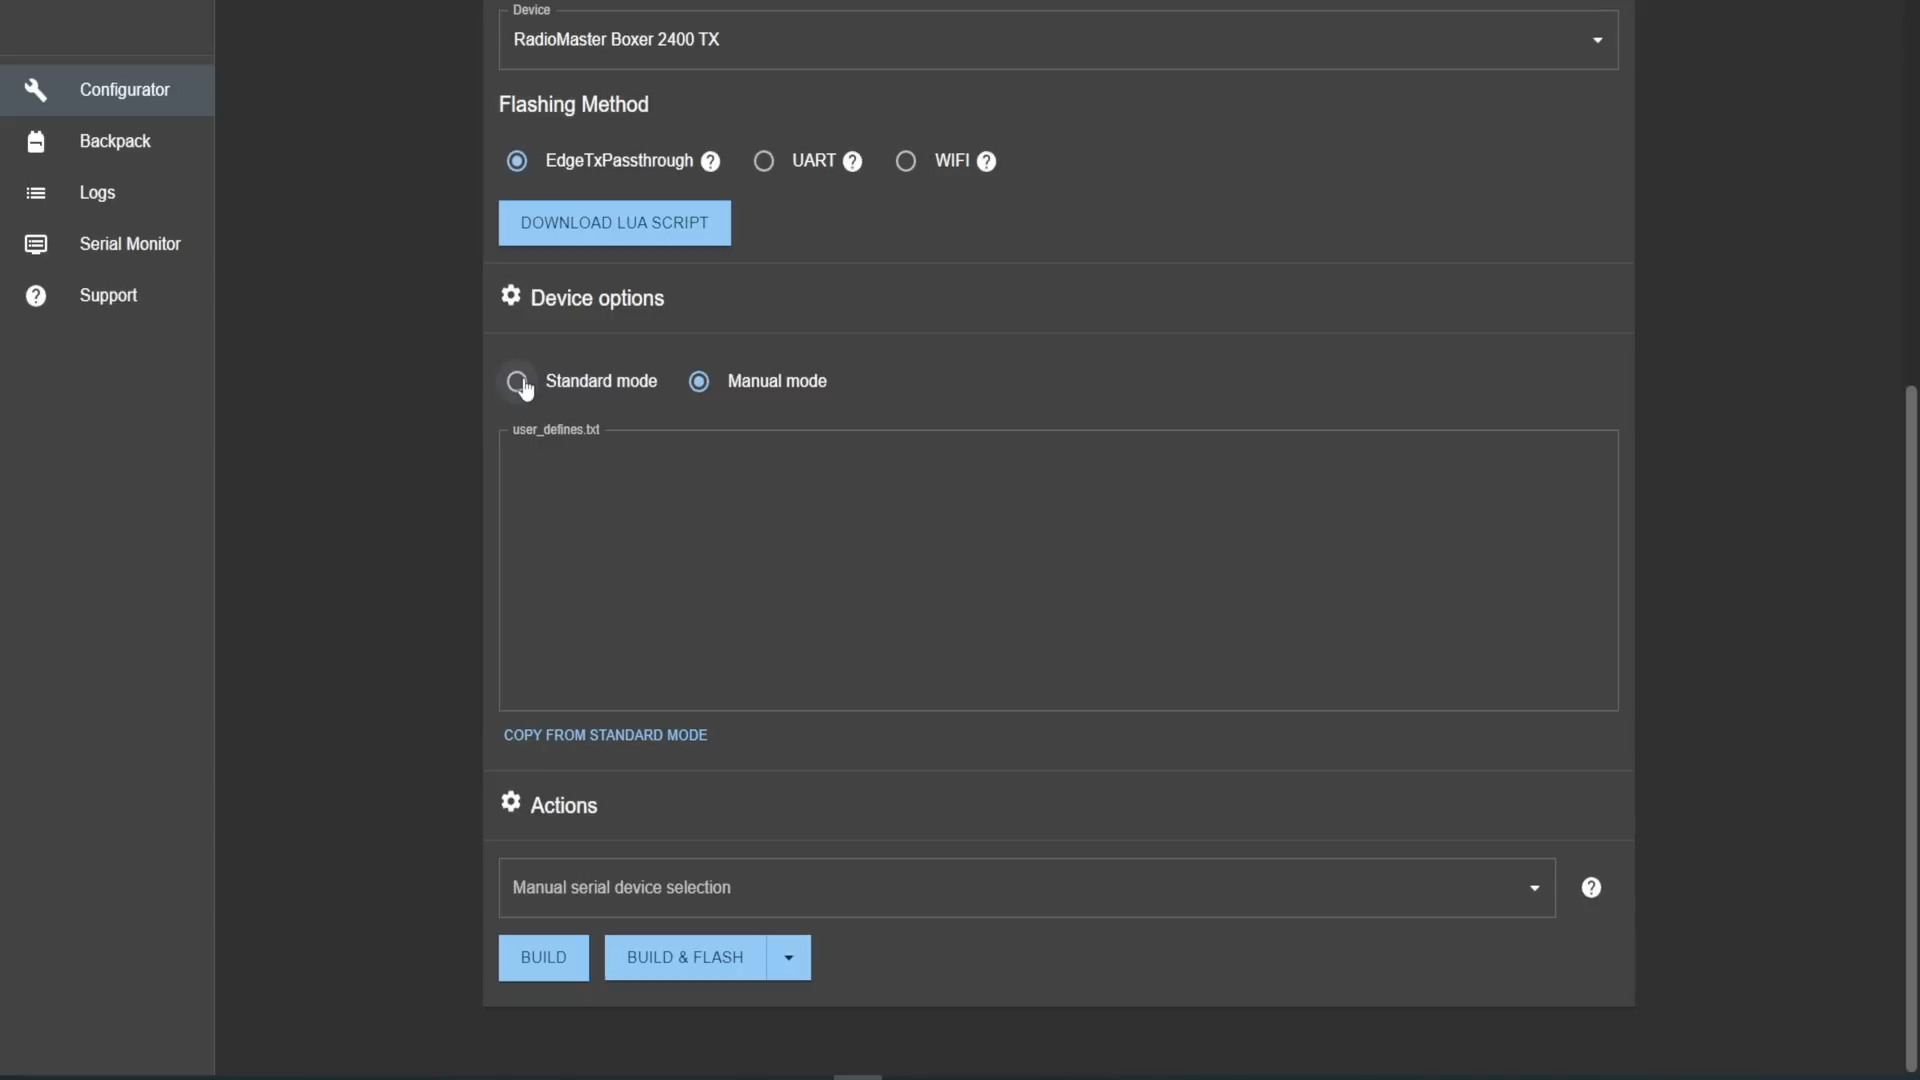 Device
RadioMaster Boxer 2400 TX
Configurator
Flashing Method
Backpack
EdgeTxPassthrough ? UART ? WIFI ?
Logs
DOWNLOAD LUA SCRIPT
Serial Monitor
? Support
Device options
Standard mode Manual mode
user_defines.txt
COPY FROM STANDARD MODE
Actions
Manual serial device selection ?
BUILD BUILD & FLASH